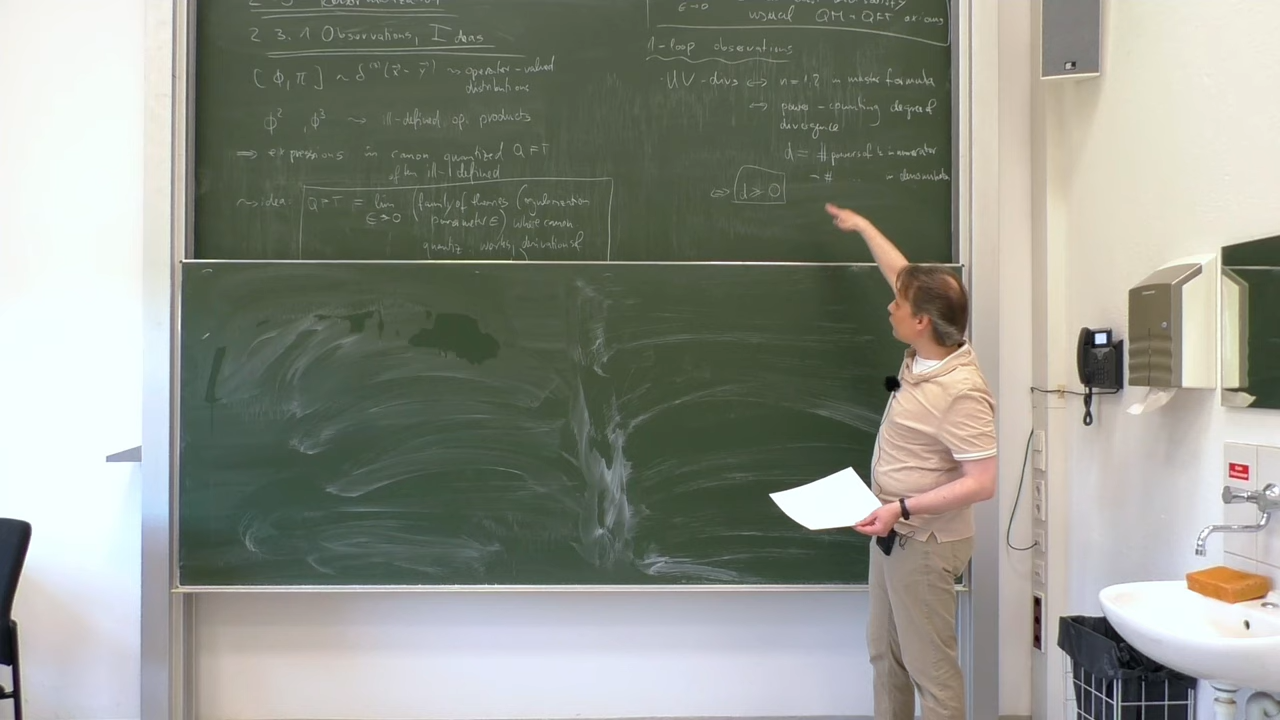 2.3.1 Observations, Ideas
[Φ, Π] ~ δ⁽³⁾(x⃗ - y⃗) ~> operator-valued
distributions
Φ², Φ³ ~> ill-defined op. products
=> expressions in canon quantized QFT
often ill-defined
~> idea: QFT = lim ε→0 (family of theories (regularization
parameter ε) where canon
quantiz. works, derivations of
ε→0
usual QM + QFT axioms
1-loop observations
· UV-divs <-> n=1,2 in master formula
<-> power-counting degree of
divergence
d = # powers of k in numerator
- # ... in denominator
<=> d ≥ 0